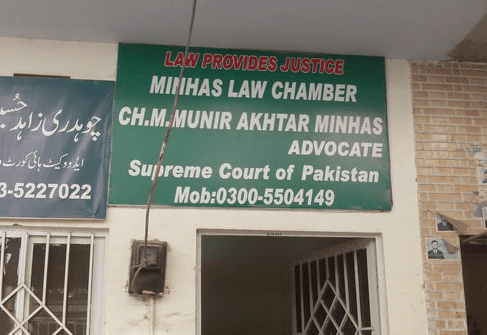 LAW PROVIDES JUSTICE
MINHAS LAW CHAMBER
CH.M.MUNIR AKHTAR MINHAS
ADVOCATE
Supreme Court of Pakistan
Mob:0300-5504149
چوہدری زاہد حسین
ایڈووکیٹ ہائی کورٹ
3-5227022